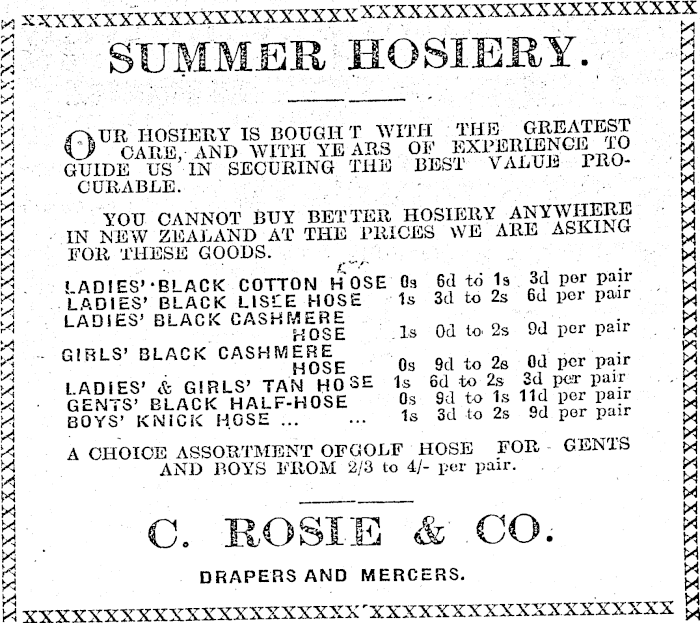 XXXXXXXXXXXXXXXXXXXXXXXXXXXXXXXXXXXXXXXX
SUMMER HOSIERY.
OUR HOSIERY IS BOUGHT WITH THE GREATEST
CARE, AND WITH YEARS OF EXPERIENCE TO
GUIDE US IN SECURING THE BEST VALUE PRO-
CURABLE.
YOU CANNOT BUY BETTER HOSIERY ANYWHERE
IN NEW ZEALAND AT THE PRICES WE ARE ASKING
FOR THESE GOODS.
LADIES' BLACK COTTON HOSE 0s 6d to 1s 3d per pair
LADIES' BLACK LISLE HOSE 1s 3d to 2s 6d per pair
LADIES' BLACK CASHMERE
HOSE 1s 0d to 2s 9d per pair
GIRLS' BLACK CASHMERE
HOSE 0s 9d to 2s 0d per pair
LADIES' & GIRLS' TAN HOSE 1s 6d to 2s 3d per pair
GENTS' BLACK HALF-HOSE 0s 9d to 1s 11d per pair
BOYS' KNICK HOSE ... ... 1s 3d to 2s 9d per pair
A CHOICE ASSORTMENT OF GOLF HOSE FOR GENTS
AND BOYS FROM 2/3 to 4/- per pair.
C. ROSIE & CO.
DRAPERS AND MERCERS.
XXXXXXXXXXXXXXXXXXXXXXXXXXXXXXXXXXXXXXXX